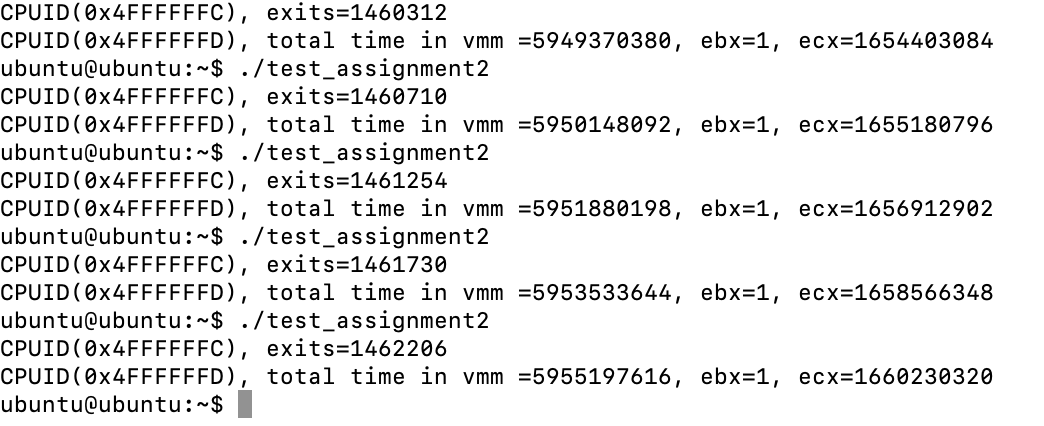 CPUID(0x4FFFFFFC), exits=1460312
CPUID(0x4FFFFFFD), total time in vmm =5949370380, ebx=1, ecx=1654403084
ubuntu@ubuntu:~$ ./test_assignment2
CPUID(0x4FFFFFFC), exits=1460710
CPUID(0x4FFFFFFD), total time in vmm =5950148092, ebx=1, ecx=1655180796
ubuntu@ubuntu:~$ ./test_assignment2
CPUID(0x4FFFFFFC), exits=1461254
CPUID(0x4FFFFFFD), total time in vmm =5951880198, ebx=1, ecx=1656912902
ubuntu@ubuntu:~$ ./test_assignment2
CPUID(0x4FFFFFFC), exits=1461730
CPUID(0x4FFFFFFD), total time in vmm =5953533644, ebx=1, ecx=1658566348
ubuntu@ubuntu:~$ ./test_assignment2
CPUID(0x4FFFFFFC), exits=1462206
CPUID(0x4FFFFFFD), total time in vmm =5955197616, ebx=1, ecx=1660230320
ubuntu@ubuntu:~$